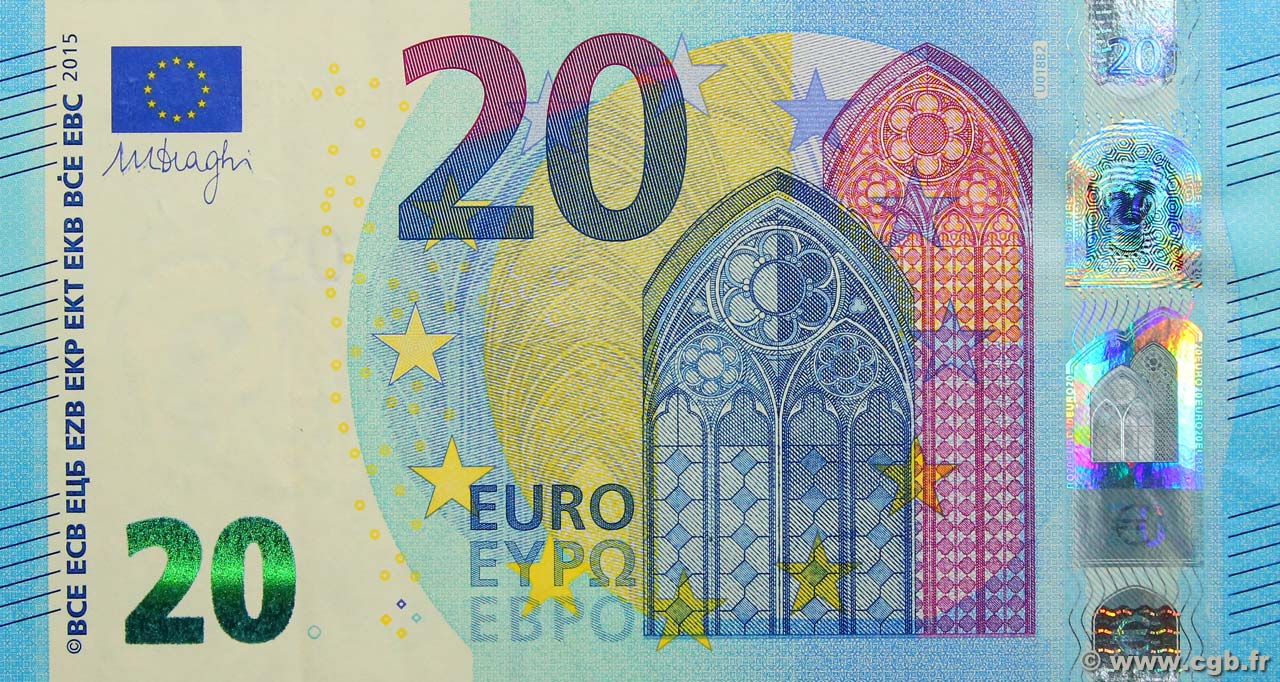 ©BCE ECB ЕЦБ EZB EKP EKT EKB BĊE EBC 2015
M Draghi
20
20
EURO
ΕΥΡΩ
ЕВРО
U018B2
20
© www.cgb.fr